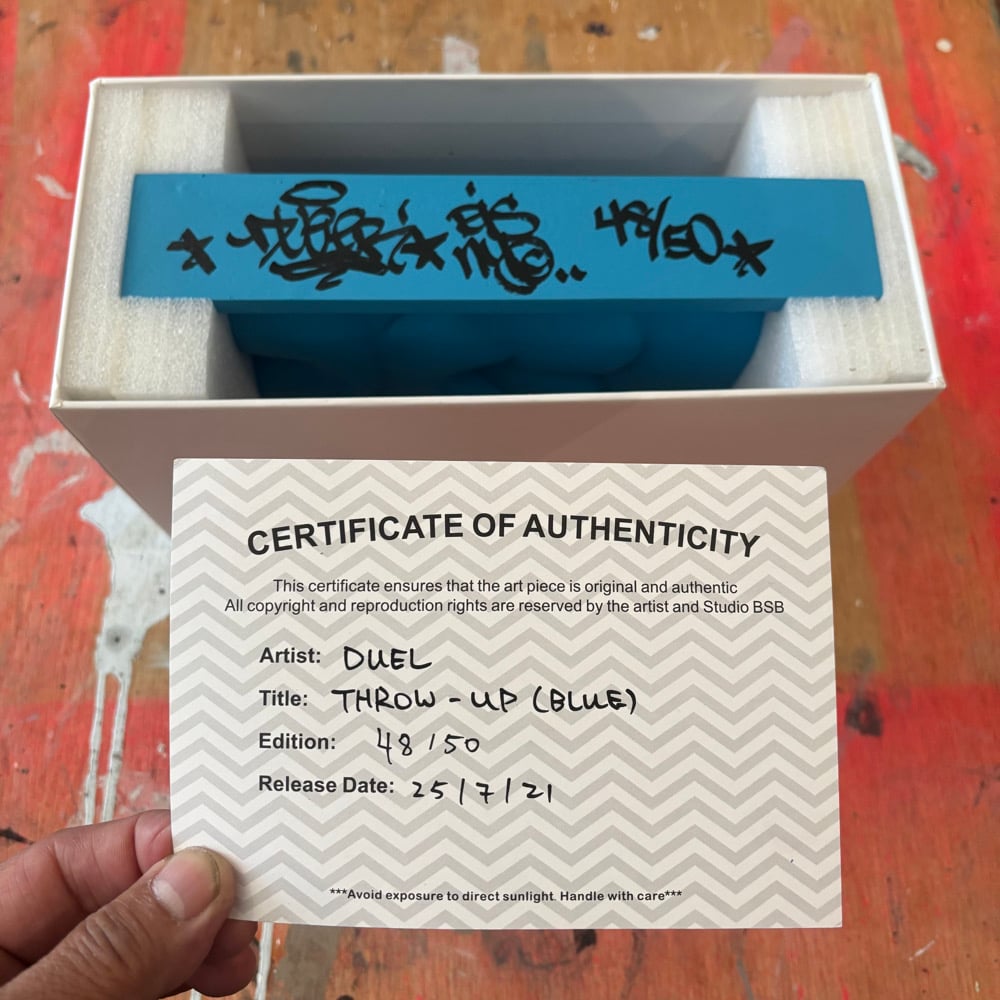 48/50
CERTIFICATE OF AUTHENTICITY
This certificate ensures that the art piece is original and authentic
All copyright and reproduction rights are reserved by the artist and Studio BSB
Artist: DUEL
Title: THROW-UP (BLUE)
Edition: 48/50
Release Date: 25/7/21
***Avoid exposure to direct sunlight. Handle with care***